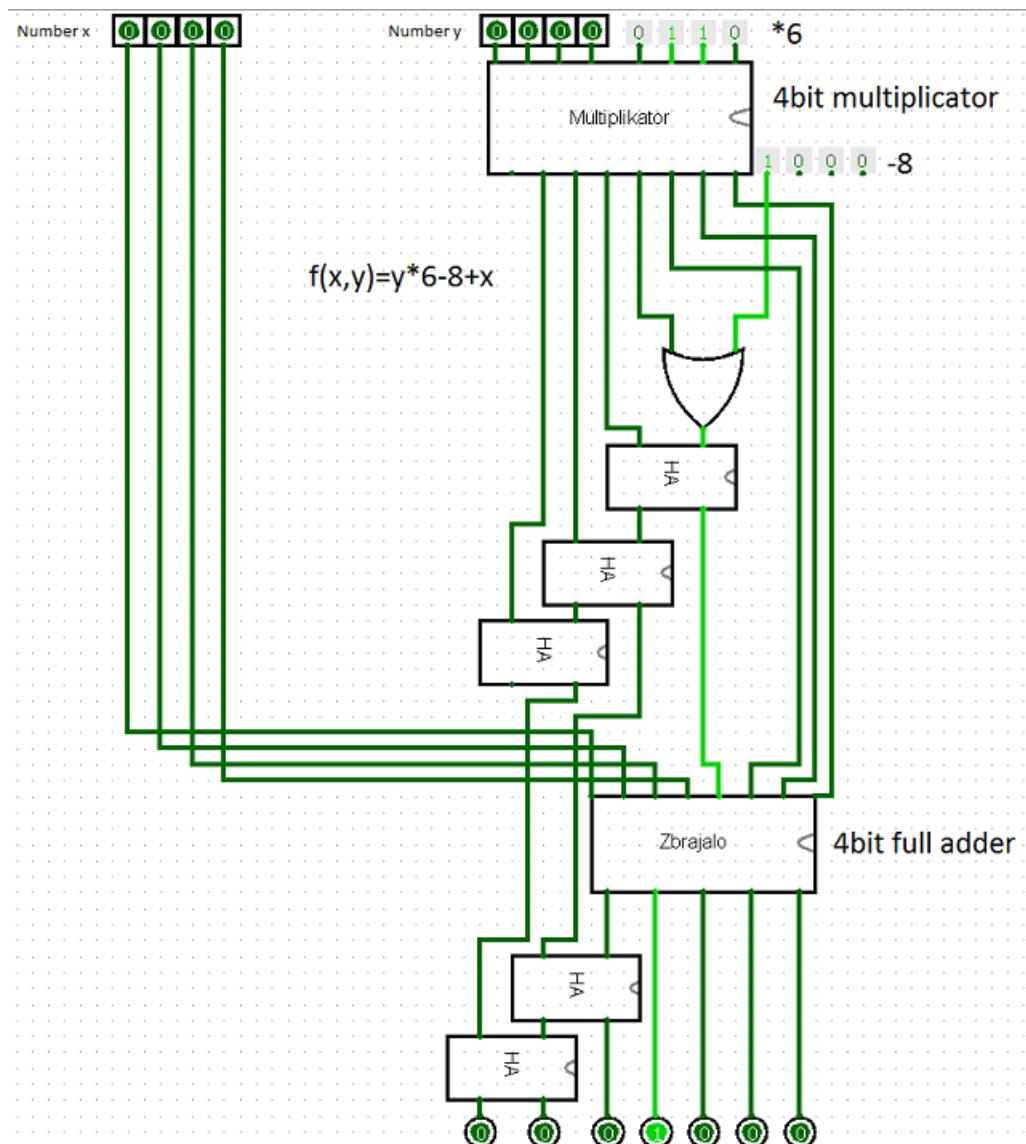 Number x 0 0 0 0 Number y 0 0 0 0 0 1 1 0 *6
Multiplikator 4bit multiplicator
1 0 0 0 -8
f(x,y)=y*6-8+x
HA
HA
HA
Zbrajalo 4bit full adder
HA
HA
0 0 0 1 0 0 0